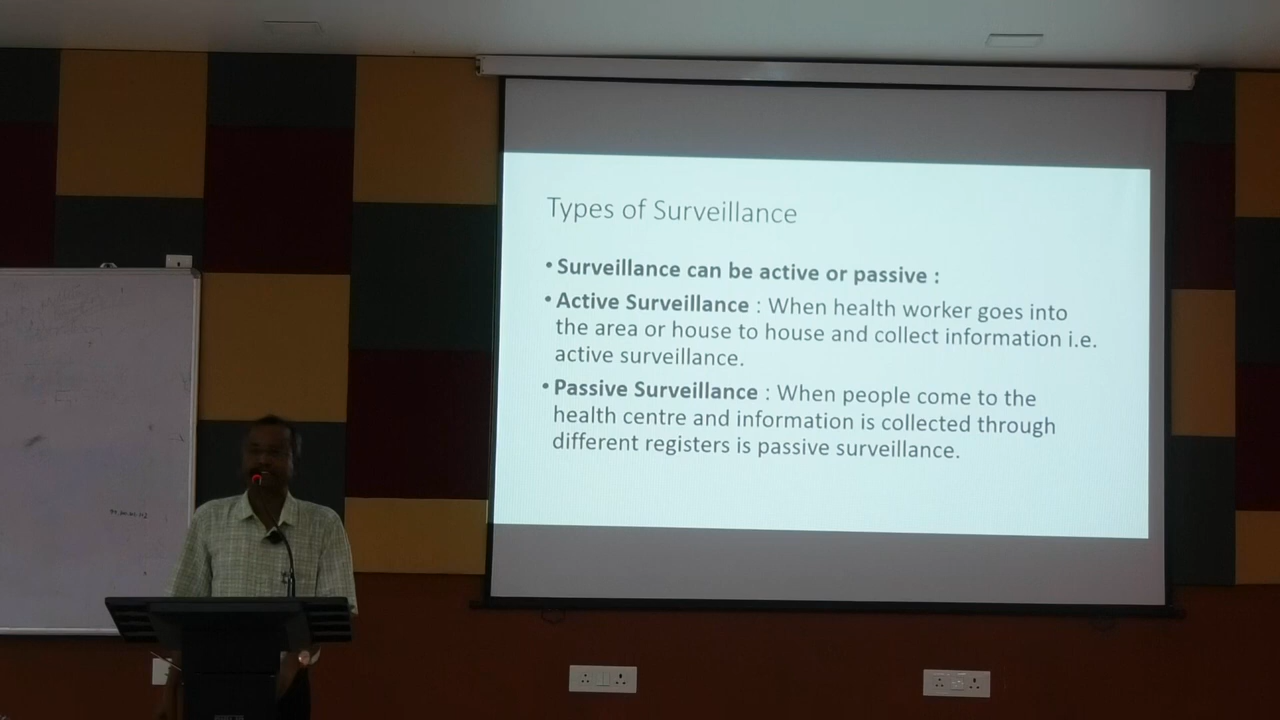 Types of Surveillance
• Surveillance can be active or passive :
• Active Surveillance : When health worker goes into
the area or house to house and collect information i.e.
active surveillance.
• Passive Surveillance : When people come to the
health centre and information is collected through
different registers is passive surveillance.